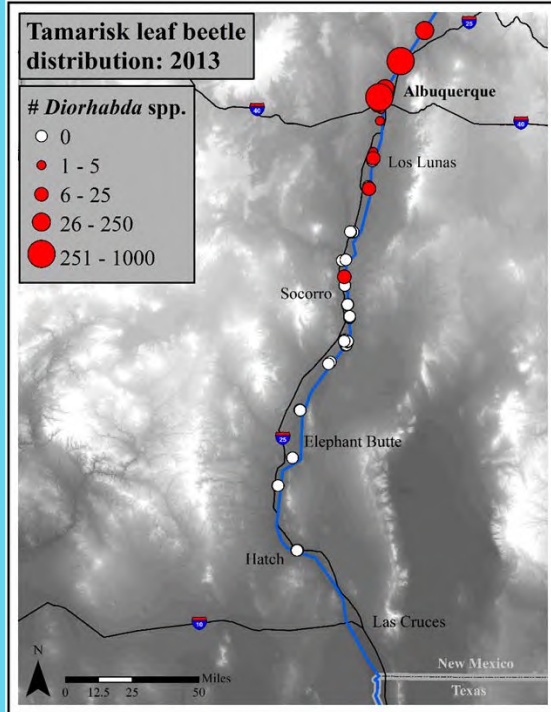 Tamarisk leaf beetle
distribution: 2013
# Diorhabda spp.
0
1 - 5
6 - 25
26 - 250
251 - 1000
25
40
Albuquerque
40
Los Lunas
Socorro
25
Elephant Butte
Hatch
10
Las Cruces
N
Miles
0 12.5 25 50
New Mexico
Texas